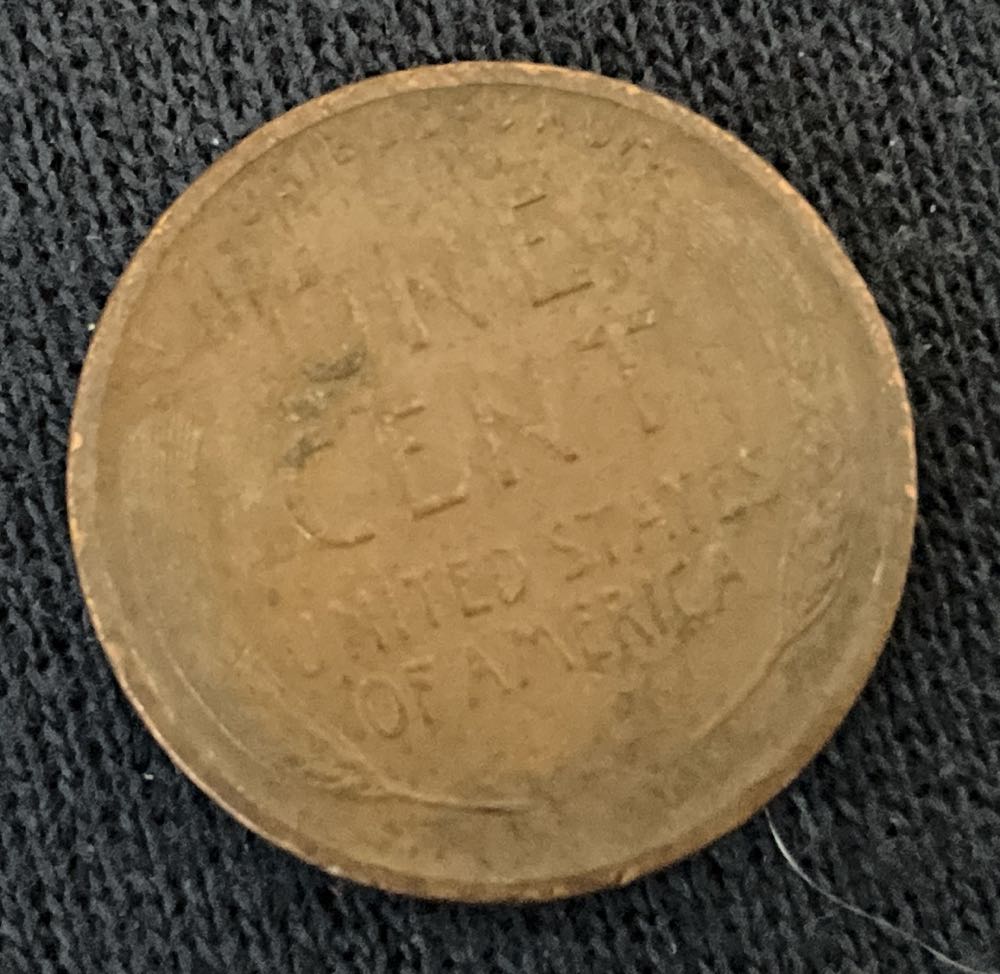 ONE
CENT
UNITED STATES
OF AMERICA